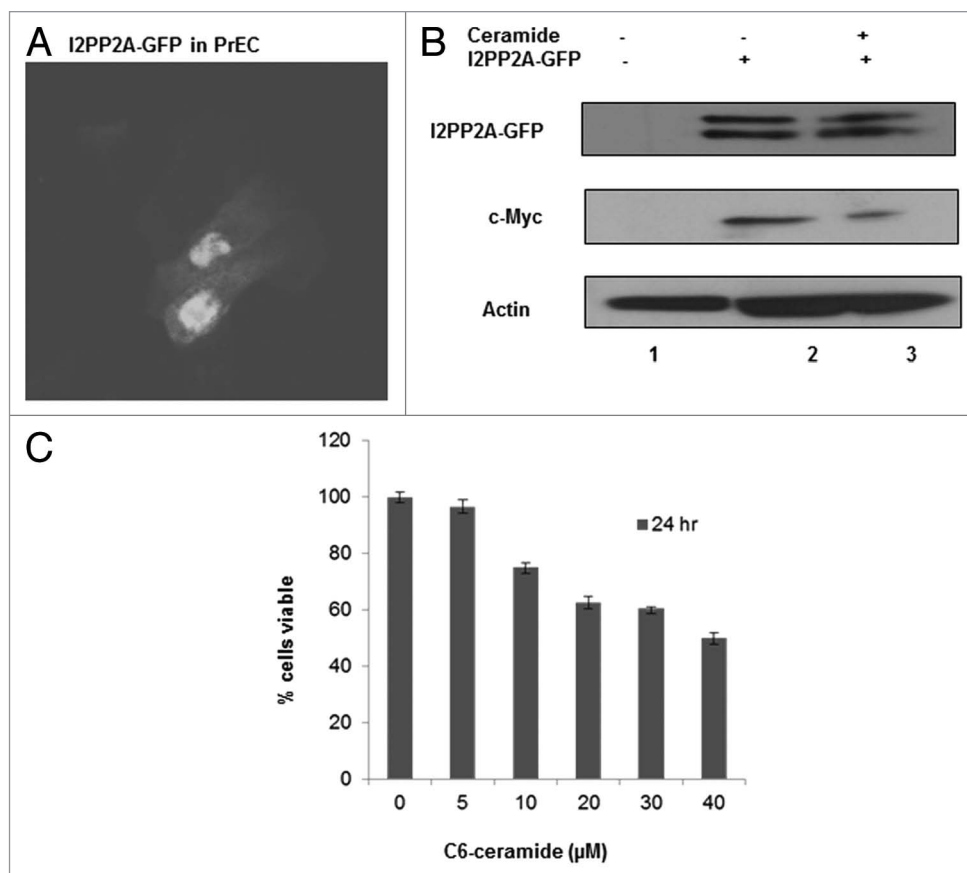 A I2PP2A-GFP in PrEC
B
Ceramide - - +
I2PP2A-GFP - + +
I2PP2A-GFP
c-Myc
Actin
1 2 3
C
120
100
80
60
40
20
0
% cells viable
24 hr
0 5 10 20 30 40
C6-ceramide (µM)